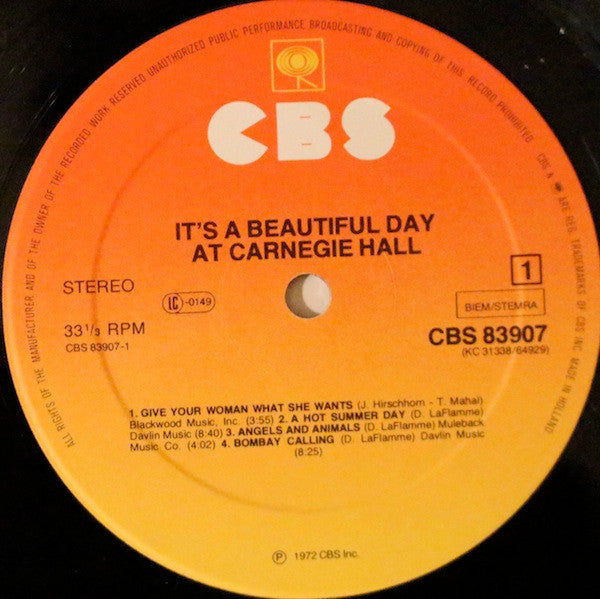 ALL RIGHTS OF THE MANUFACTURER AND OF THE OWNER OF THE RECORDED WORK RESERVED UNAUTHORIZED PUBLIC PERFORMANCE BROADCASTING AND COPYING OF THIS RECORD PROHIBITED. CBS A ARE REG. TRADEMARKS OF CBS INC. MADE IN HOLLAND
CBS
IT'S A BEAUTIFUL DAY
AT CARNEGIE HALL
STEREO
LC -0149
1
BIEM/STEMRA
33 1/3 RPM
CBS 83907
CBS 83907-1
(KC 31338/64929)
1. GIVE YOUR WOMAN WHAT SHE WANTS (J. Hirschhom - T. Mahal)
Blackwood Music, Inc. (3:55) 2. A HOT SUMMER DAY (D. LaFlamme)
Davlin Music (8:40) 3. ANGELS AND ANIMALS (D. LaFlamme) Muleback
Music Co. (4:02) 4. BOMBAY CALLING (D. LaFlamme) Davlin Music
(8:25)
℗ 1972 CBS Inc.